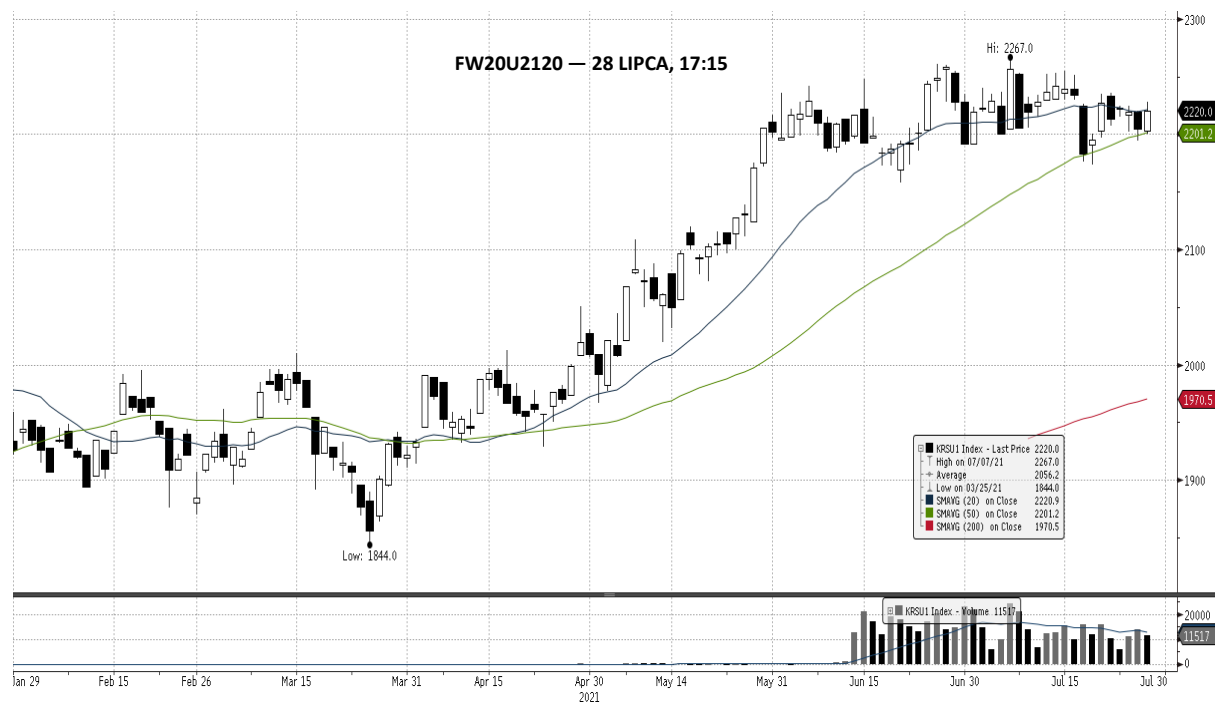 FW20U2120 — 28 LIPCA, 17:15
2300
Hi: 2267.0
2220.0
2201.2
2100
2000
1970.5
1900
KRSU1 Index - Last Price 2220.0
High on 07/07/21 2267.0
Average 2056.2
Low on 03/25/21 1844.0
SMAVG (20) on Close 2220.9
SMAVG (50) on Close 2201.2
SMAVG (200) on Close 1970.5
Low: 1844.0
KRSU1 Index - Volume 11517
20000
11517
0
Jan 29 Feb 15 Feb 26 Mar 15 Mar 31 Apr 15 Apr 30 May 14 May 31 Jun 15 Jun 30 Jul 15 Jul 30
2021